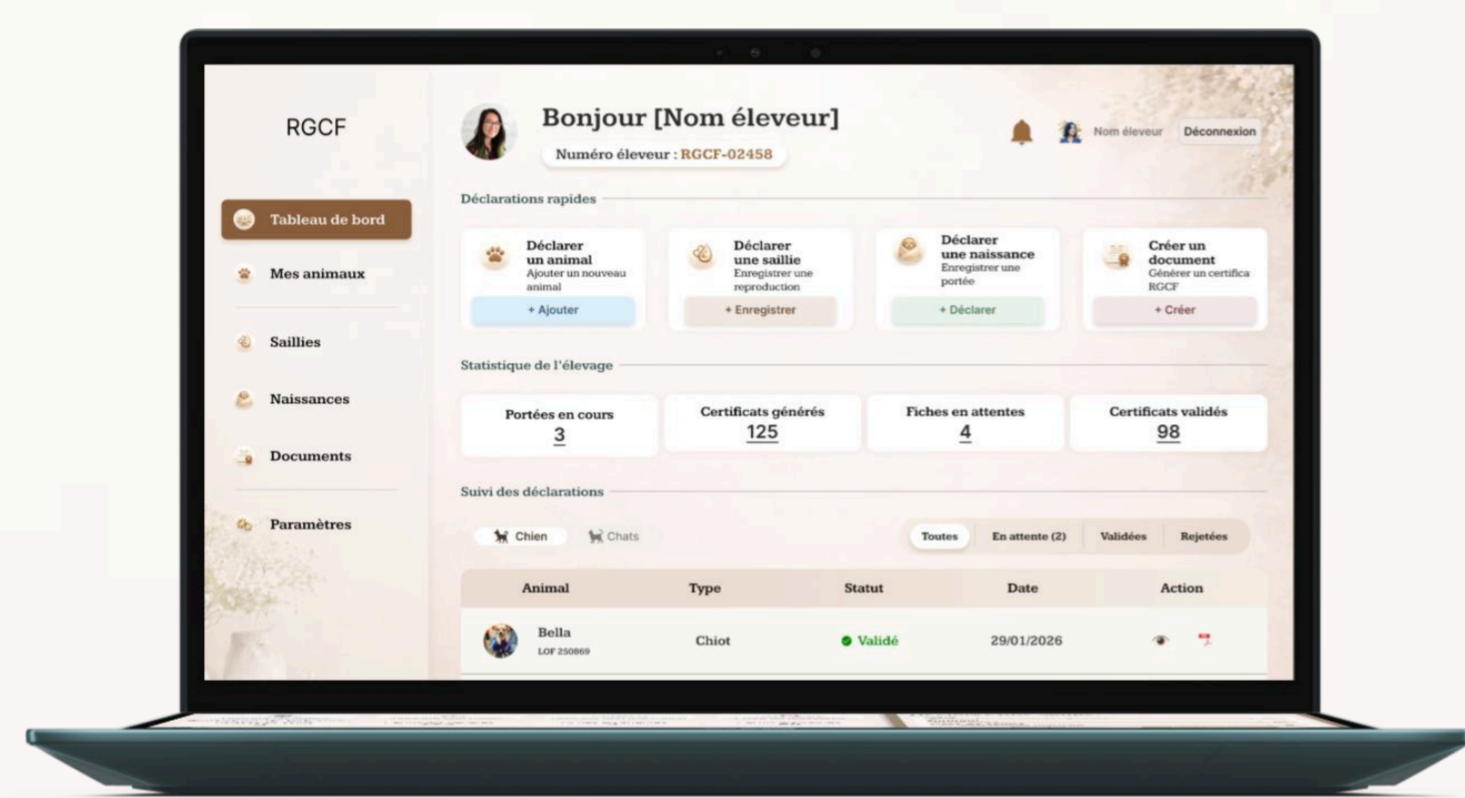 RGCF
Bonjour [Nom éleveur]
Numéro éleveur : RGCF-02458
Nom éleveur
Déconnexion
Tableau de bord
Mes animaux
Saillies
Naissances
Documents
Paramètres
Déclarations rapides
Déclarer
un animal
Ajouter un nouveau
animal
+ Ajouter
Déclarer
une saillie
Enregistrer une
reproduction
+ Enregistrer
Déclarer
une naissance
Enregistrer une
portée
+ Déclarer
Créer un
document
Générer un certifica
RGCF
+ Créer
Statistique de l'élevage
Portées en cours
3
Certificats générés
125
Fiches en attentes
4
Certificats validés
98
Suivi des déclarations
Chien
Chats
Toutes
En attente (2)
Validées
Rejetées
Animal Type Statut Date Action
Bella
LOF 250869
Chiot
Validé
29/01/2026